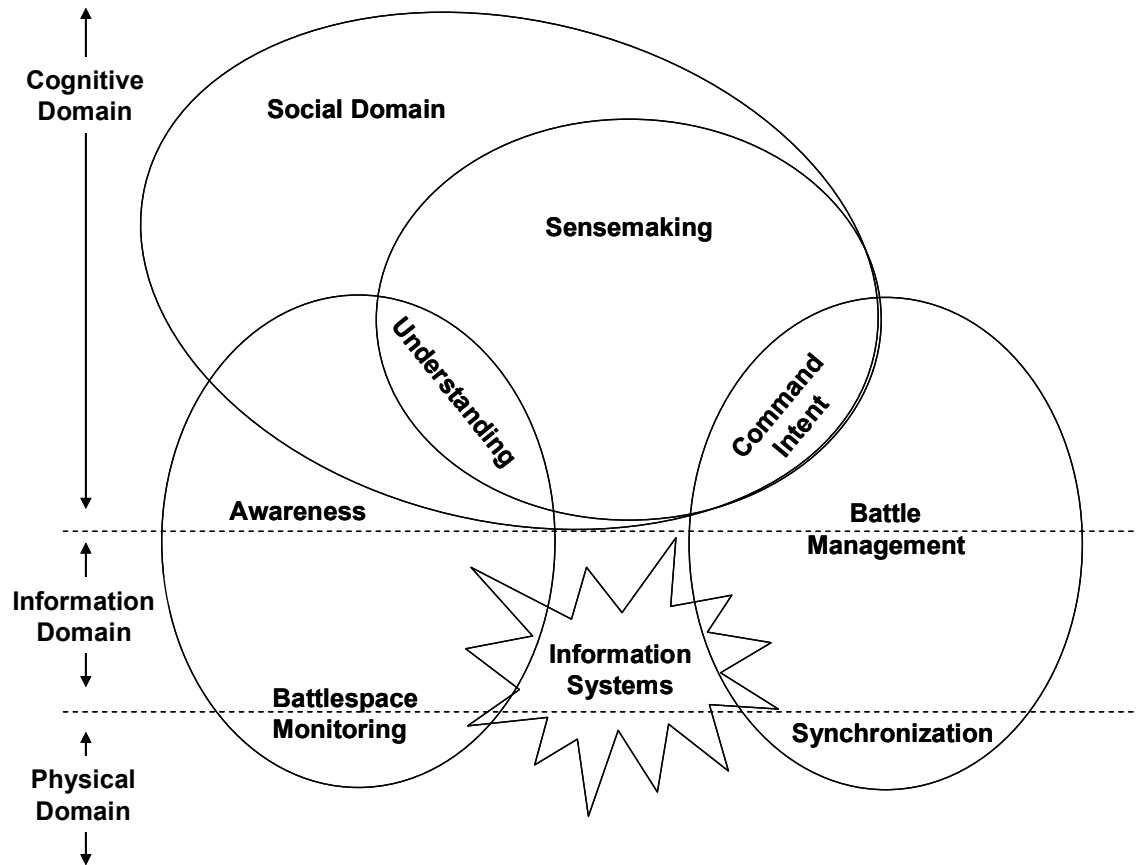 Cognitive
Domain
Social Domain
Sensemaking
Understanding
Command
Intent
Awareness
Battle
Management
Information
Domain
Information
Systems
Battlespace
Monitoring
Synchronization
Physical
Domain